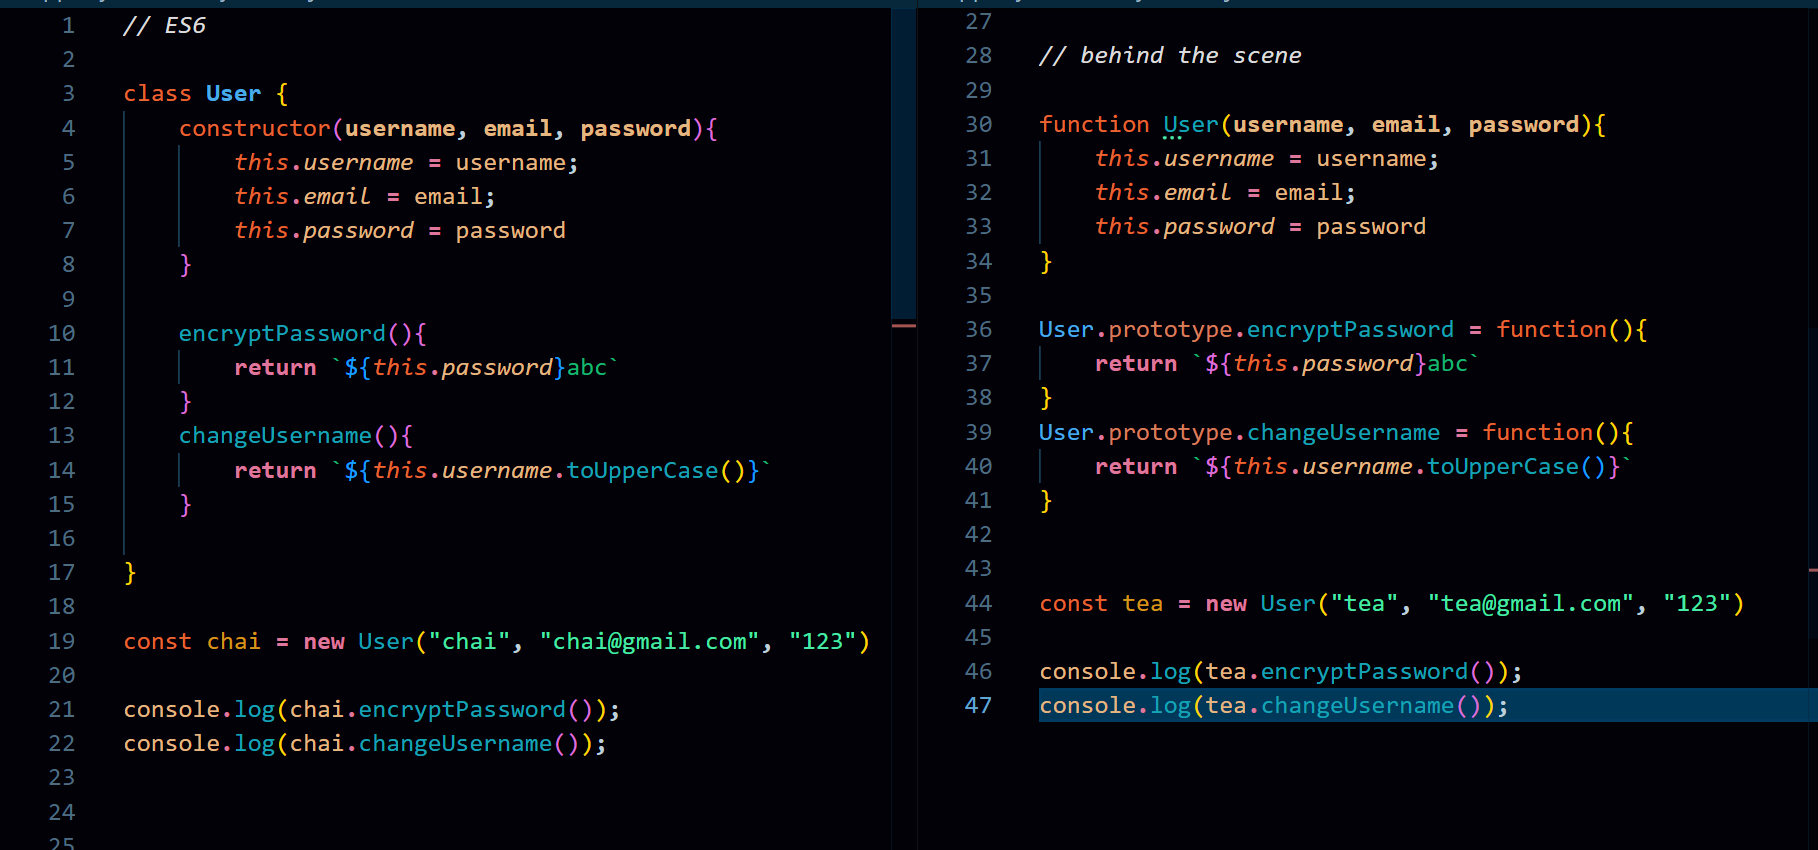 1 // ES6
2
3 class User {
4 constructor(username, email, password){
5 this.username = username;
6 this.email = email;
7 this.password = password
8 }
9
10 encryptPassword(){
11 return `${this.password}abc`
12 }
13 changeUsername(){
14 return `${this.username.toUpperCase()}`
15 }
16
17 }
18
19 const chai = new User("chai", "chai@gmail.com", "123")
20
21 console.log(chai.encryptPassword());
22 console.log(chai.changeUsername());
23
24
25
27
28 // behind the scene
29
30 function User(username, email, password){
31 this.username = username;
32 this.email = email;
33 this.password = password
34 }
35
36 User.prototype.encryptPassword = function(){
37 return `${this.password}abc`
38 }
39 User.prototype.changeUsername = function(){
40 return `${this.username.toUpperCase()}`
41 }
42
43
44 const tea = new User("tea", "tea@gmail.com", "123")
45
46 console.log(tea.encryptPassword());
47 console.log(tea.changeUsername());